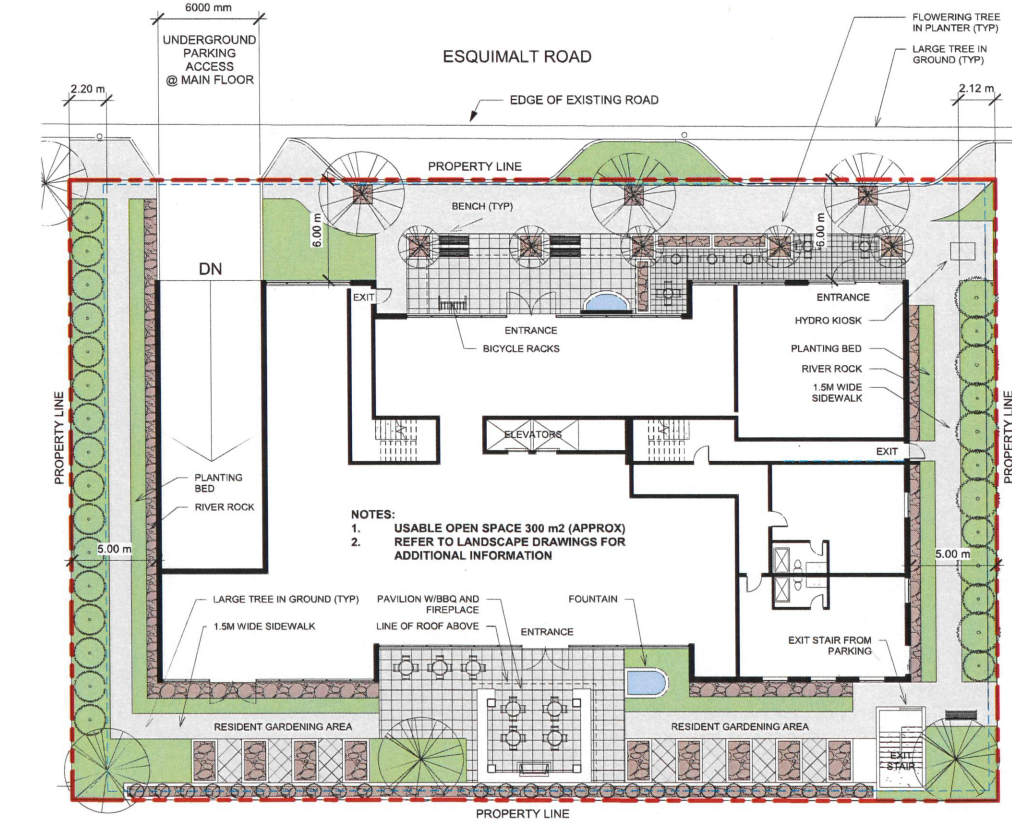 6000 mm
UNDERGROUND
PARKING
ACCESS
@ MAIN FLOOR
ESQUIMALT ROAD
FLOWERING TREE
IN PLANTER (TYP)
LARGE TREE IN
GROUND (TYP)
2.20 m
2.12 m
EDGE OF EXISTING ROAD
PROPERTY LINE
BENCH (TYP)
6.00 m
6.00 m
DN
EXIT
ENTRANCE
ENTRANCE
BICYCLE RACKS
HYDRO KIOSK
PLANTING BED
RIVER ROCK
1.5M WIDE
SIDEWALK
PROPERTY LINE
PROPERTY LINE
ELEVATORS
EXIT
PLANTING
BED
RIVER ROCK
NOTES:
1. USABLE OPEN SPACE 300 m2 (APPROX)
2. REFER TO LANDSCAPE DRAWINGS FOR
ADDITIONAL INFORMATION
5.00 m
5.00 m
LARGE TREE IN GROUND (TYP)
1.5M WIDE SIDEWALK
PAVILION W/BBQ AND
FIREPLACE
LINE OF ROOF ABOVE
FOUNTAIN
ENTRANCE
EXIT STAIR FROM
PARKING
RESIDENT GARDENING AREA
RESIDENT GARDENING AREA
EXIT
STAIR
PROPERTY LINE